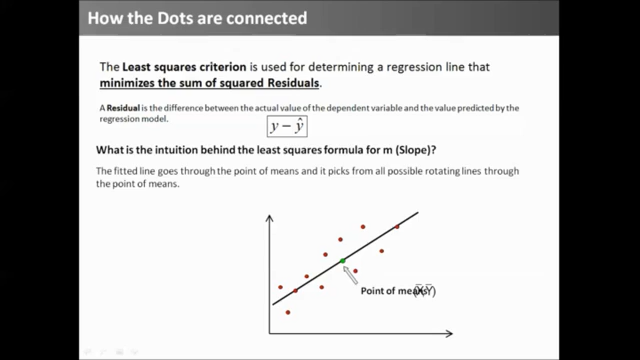 How the Dots are connected
The Least squares criterion is used for determining a regression line that
minimizes the sum of squared Residuals.
A Residual is the difference between the actual value of the dependent variable and the value predicted by the
regression model.
y − ŷ
What is the intuition behind the least squares formula for m (Slope)?
The fitted line goes through the point of means and it picks from all possible rotating lines through
the point of means.
Point of means (X̄,Ȳ)